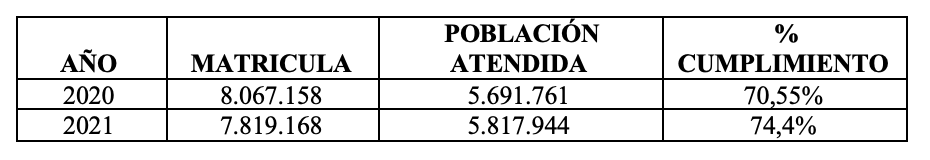 AÑO MATRICULA POBLACIÓN ATENDIDA % CUMPLIMIENTO
2020 8.067.158 5.691.761 70,55%
2021 7.819.168 5.817.944 74,4%